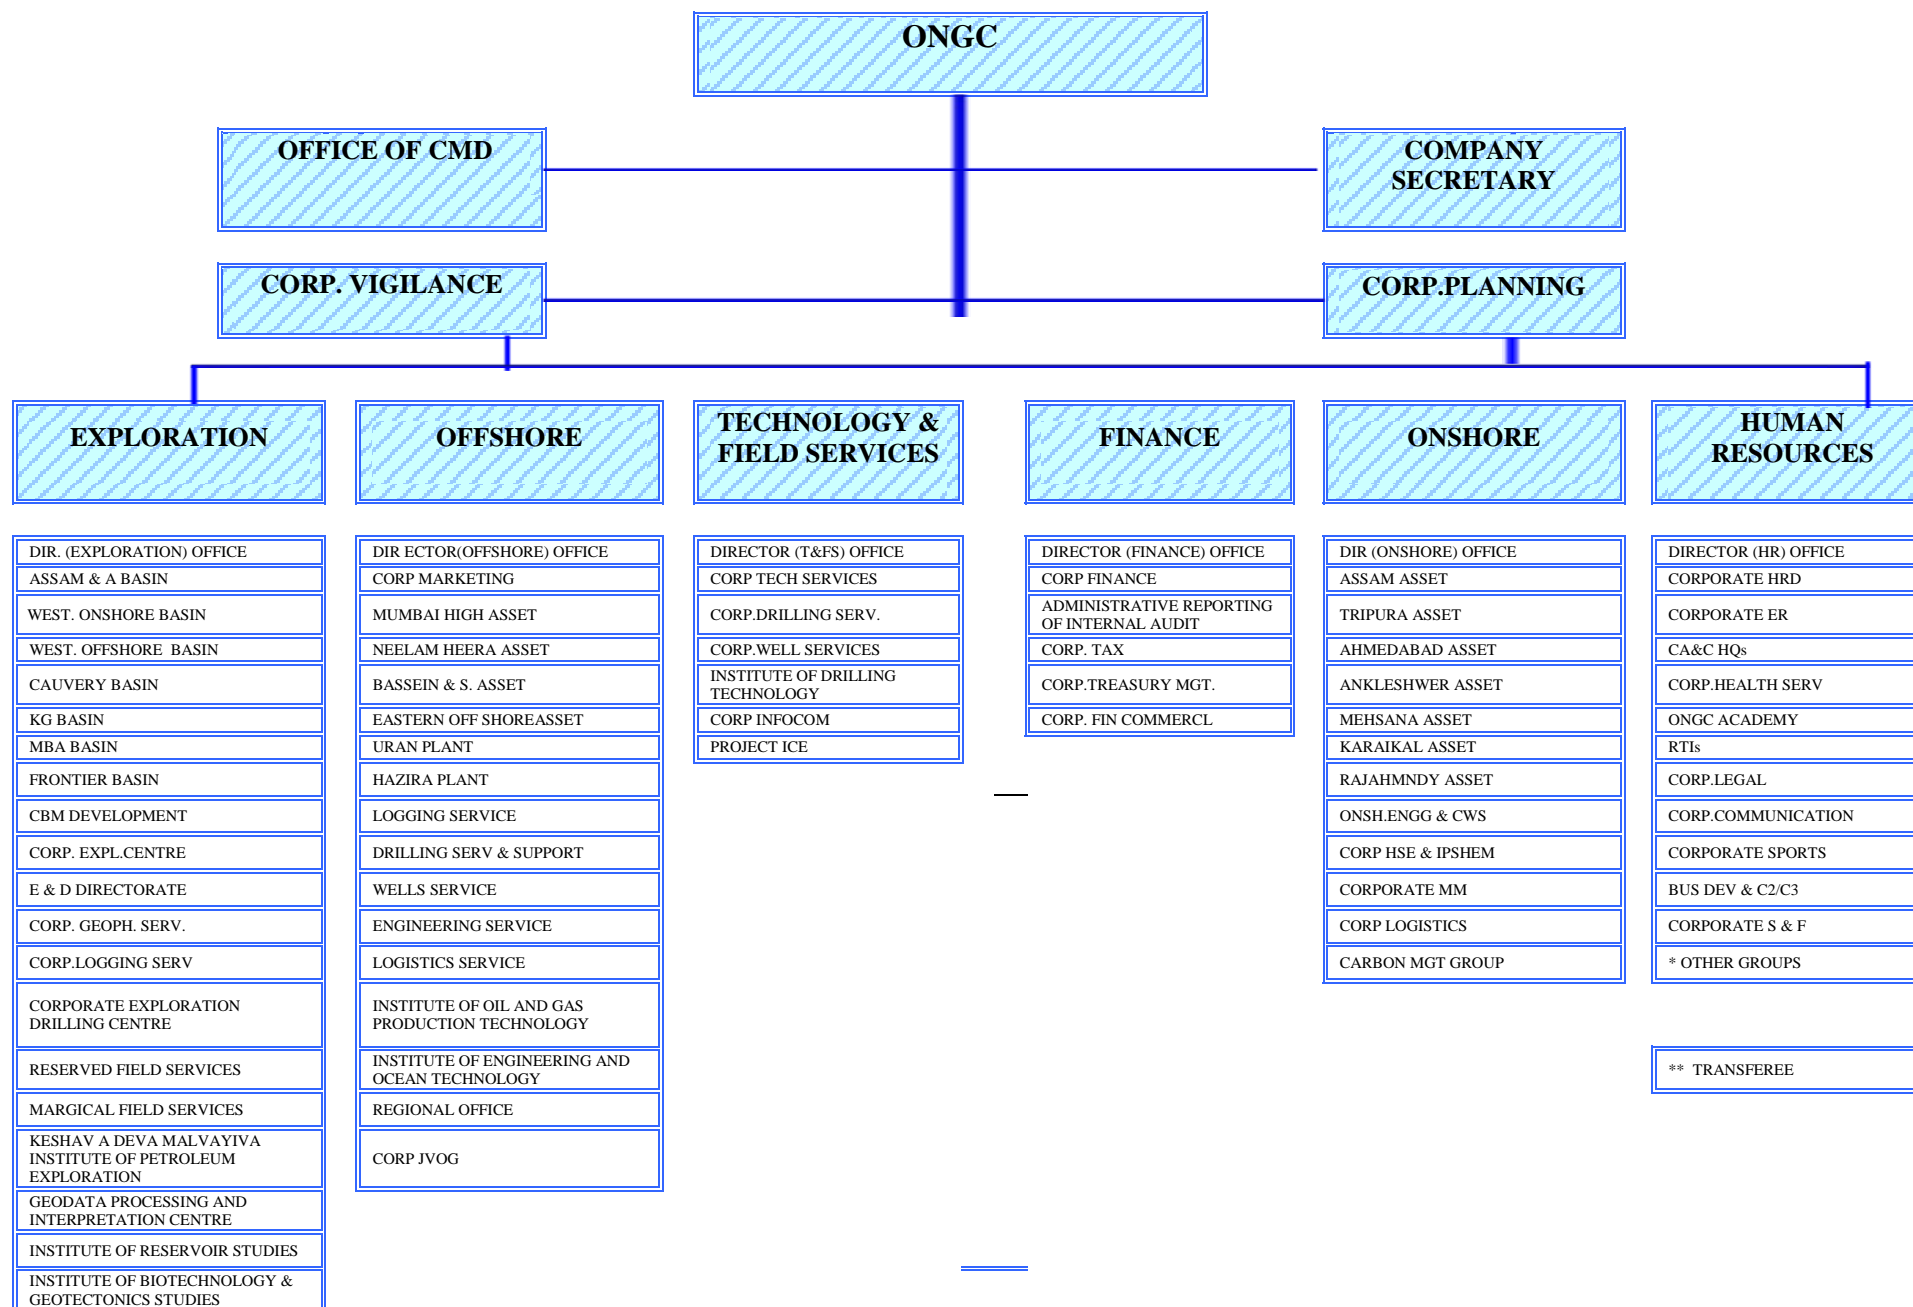 ONGC
OFFICE OF CMD
COMPANY
SECRETARY
CORP. VIGILANCE
CORP.PLANNING
EXPLORATION
OFFSHORE
TECHNOLOGY &
FIELD SERVICES
FINANCE
ONSHORE
HUMAN
RESOURCES
DIR. (EXPLORATION) OFFICE
ASSAM & A BASIN
WEST. ONSHORE BASIN
WEST. OFFSHORE BASIN
CAUVERY BASIN
KG BASIN
MBA BASIN
FRONTIER BASIN
CBM DEVELOPMENT
CORP. EXPL.CENTRE
E & D DIRECTORATE
CORP. GEOPH. SERV.
CORP.LOGGING SERV
CORPORATE EXPLORATION
DRILLING CENTRE
RESERVED FIELD SERVICES
MARGICAL FIELD SERVICES
KESHAV A DEVA MALVAYIVA
INSTITUTE OF PETROLEUM
EXPLORATION
GEODATA PROCESSING AND
INTERPRETATION CENTRE
INSTITUTE OF RESERVOIR STUDIES
INSTITUTE OF BIOTECHNOLOGY &
GEOTECTONICS STUDIES
DIR ECTOR(OFFSHORE) OFFICE
CORP MARKETING
MUMBAI HIGH ASSET
NEELAM HEERA ASSET
BASSEIN & S. ASSET
EASTERN OFF SHOREASSET
URAN PLANT
HAZIRA PLANT
LOGGING SERVICE
DRILLING SERV & SUPPORT
WELLS SERVICE
ENGINEERING SERVICE
LOGISTICS SERVICE
INSTITUTE OF OIL AND GAS
PRODUCTION TECHNOLOGY
INSTITUTE OF ENGINEERING AND
OCEAN TECHNOLOGY
REGIONAL OFFICE
CORP JVOG
DIRECTOR (T&FS) OFFICE
CORP TECH SERVICES
CORP.DRILLING SERV.
CORP.WELL SERVICES
INSTITUTE OF DRILLING
TECHNOLOGY
CORP INFOCOM
PROJECT ICE
DIRECTOR (FINANCE) OFFICE
CORP FINANCE
ADMINISTRATIVE REPORTING
OF INTERNAL AUDIT
CORP. TAX
CORP.TREASURY MGT.
CORP. FIN COMMERCL
DIR (ONSHORE) OFFICE
ASSAM ASSET
TRIPURA ASSET
AHMEDABAD ASSET
ANKLESHWER ASSET
MEHSANA ASSET
KARAIKAL ASSET
RAJAHMNDY ASSET
ONSH.ENGG & CWS
CORP HSE & IPSHEM
CORPORATE MM
CORP LOGISTICS
CARBON MGT GROUP
DIRECTOR (HR) OFFICE
CORPORATE HRD
CORPORATE ER
CA&C HQs
CORP.HEALTH SERV
ONGC ACADEMY
RTIs
CORP.LEGAL
CORP.COMMUNICATION
CORPORATE SPORTS
BUS DEV & C2/C3
CORPORATE S & F
* OTHER GROUPS
** TRANSFEREE